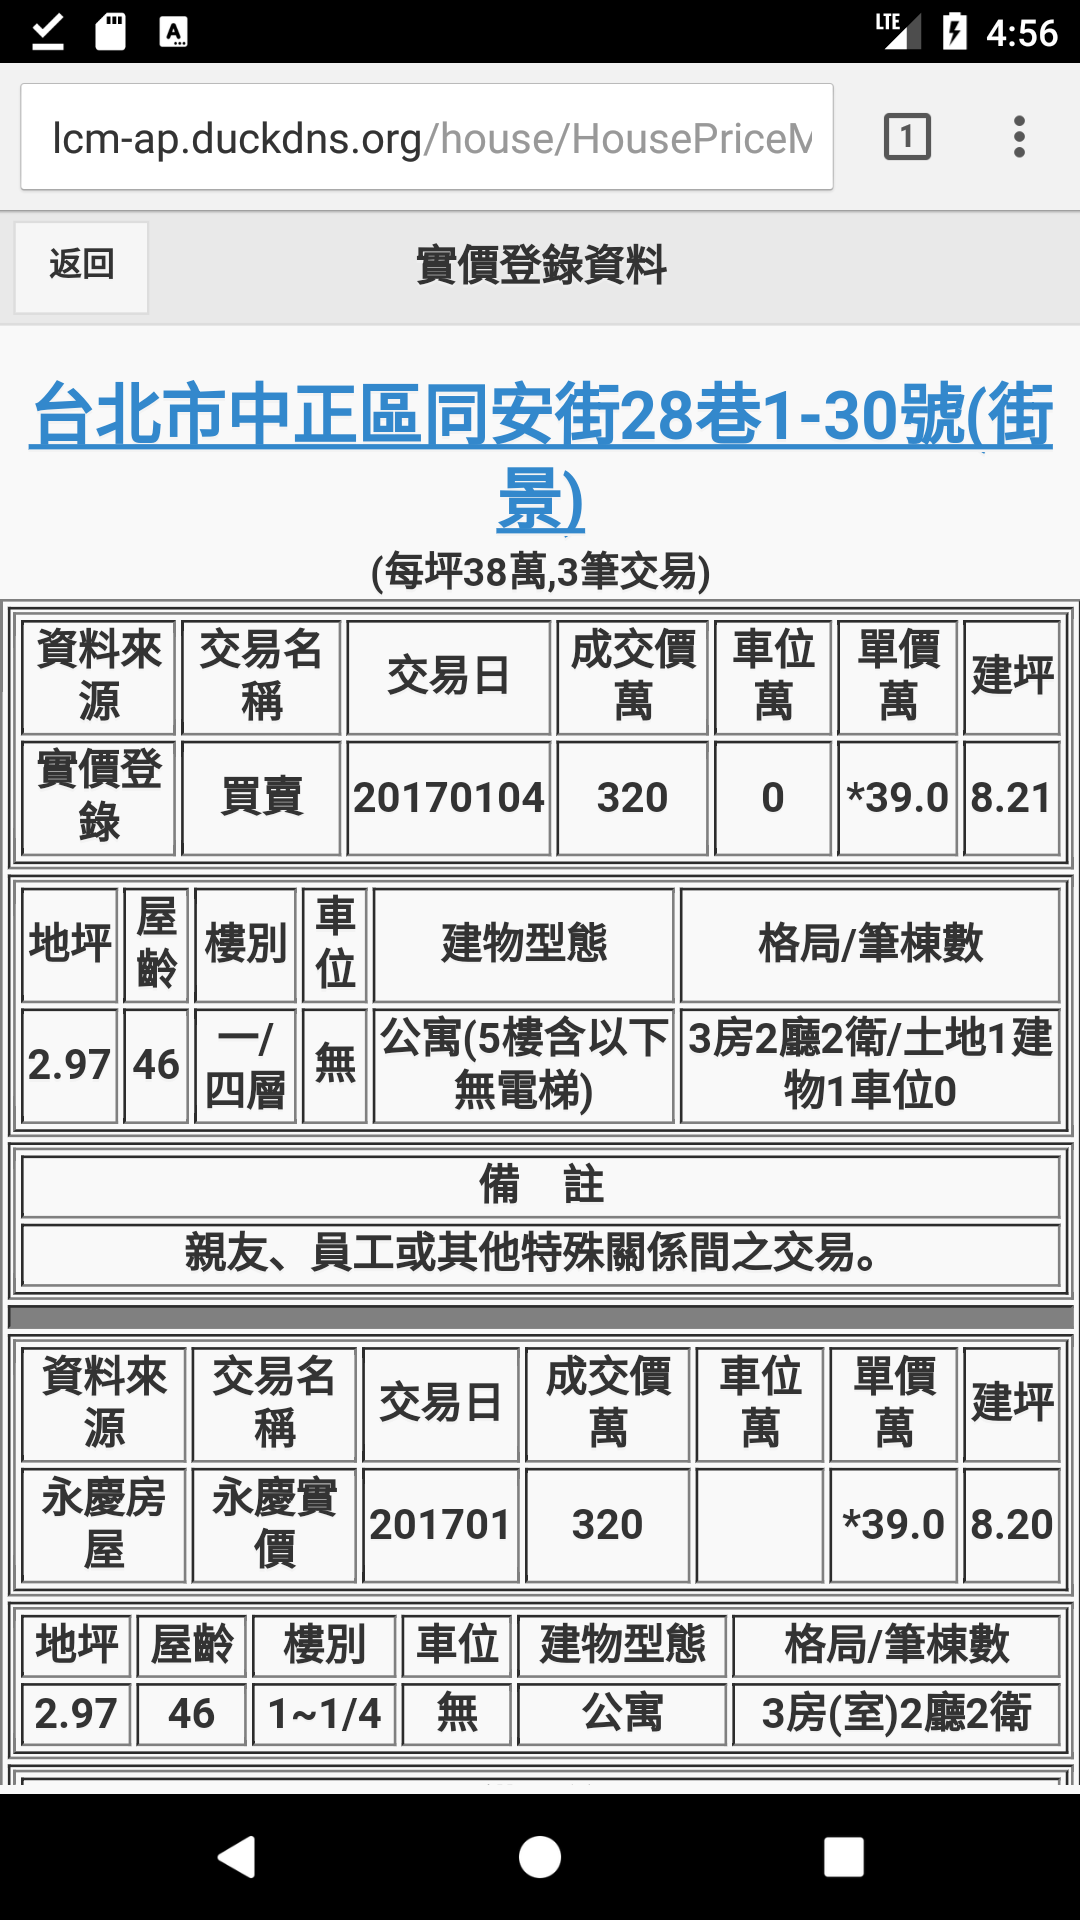 LTE 4:56
lcm-ap.duckdns.org/house/HousePriceM
1
返回
實價登錄資料
台北市中正區同安街28巷1-30號(街
景)
(每坪38萬,3筆交易)
資料來源 交易名稱 交易日 成交價萬 車位萬 單價萬 建坪
實價登錄 買賣 20170104 320 0 *39.0 8.21
地坪 屋齡 樓別 車位 建物型態 格局/筆棟數
2.97 46 一/四層 無 公寓(5樓含以下無電梯) 3房2廳2衛/土地1建物1車位0
備　註
親友、員工或其他特殊關係間之交易。
資料來源 交易名稱 交易日 成交價萬 車位萬 單價萬 建坪
永慶房屋 永慶實價 201701 320 *39.0 8.20
地坪 屋齡 樓別 車位 建物型態 格局/筆棟數
2.97 46 1~1/4 無 公寓 3房(室)2廳2衛